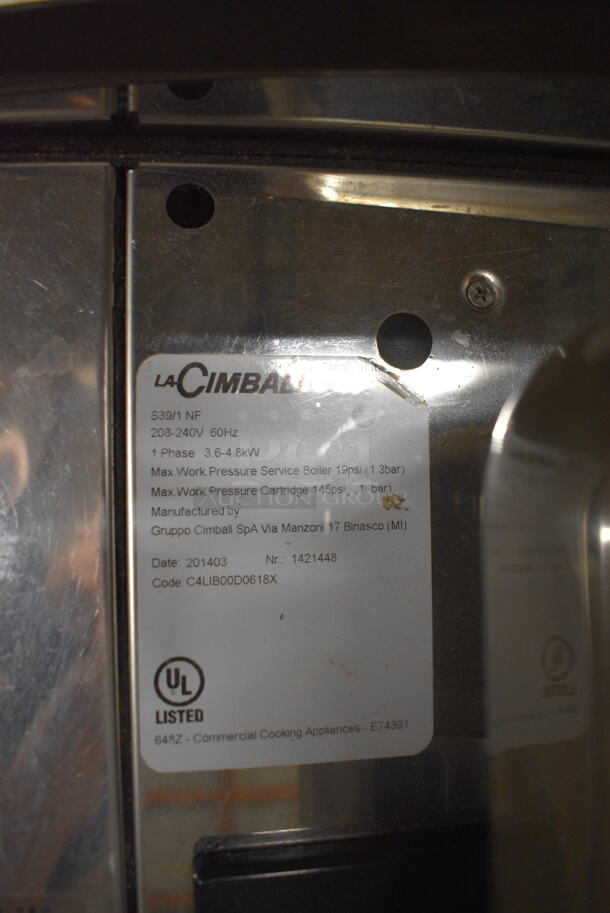 LA CIMBALI
S39/1 NF
208-240V 60Hz
1 Phase 3.6-4.8kW
Max.Work.Pressure Service Boiler 19psi (1.3bar)
Max.Work.Pressure Cartridge 145psi
Manufactured by
Gruppo Cimbali SpA Via Manzoni 17 Binasco (MI)
Date: 201403 Nr.: 1421448
Code: C4LIB00D0618X
UL
LISTED
648Z - Commercial Cooking Appliances - E74391
AUCTION GROUP